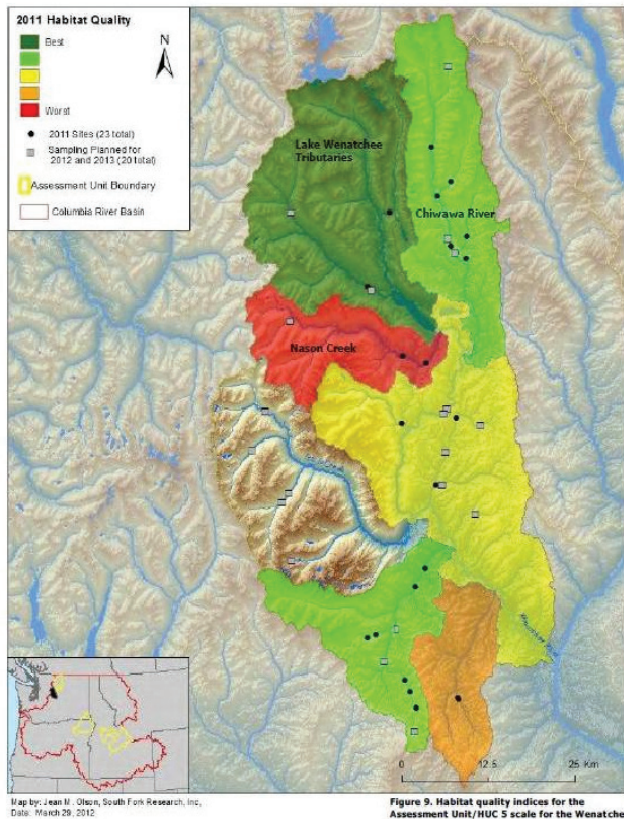 2011 Habitat Quality
Best
Worst
2011 Sites (23 total)
Sampling Planned for
2012 and 2013 (20 total)
Assessment Unit Boundary
Columbia River Basin
N
Lake Wenatchee
Tributaries
Chiwawa River
Nason Creek
0 12.5 25 Km
Map by: Jean M. Olson, South Fork Research, Inc,
Date: March 29, 2012
Figure 9. Habitat quality indices for the
Assessment Unit/HUC 5 scale for the Wenatche